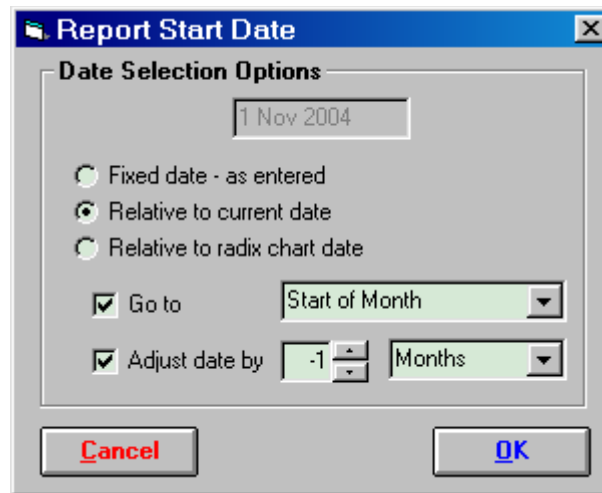 Report Start Date
Date Selection Options
1 Nov 2004
Fixed date - as entered
Relative to current date
Relative to radix chart date
Go to Start of Month
Adjust date by -1 Months
Cancel OK